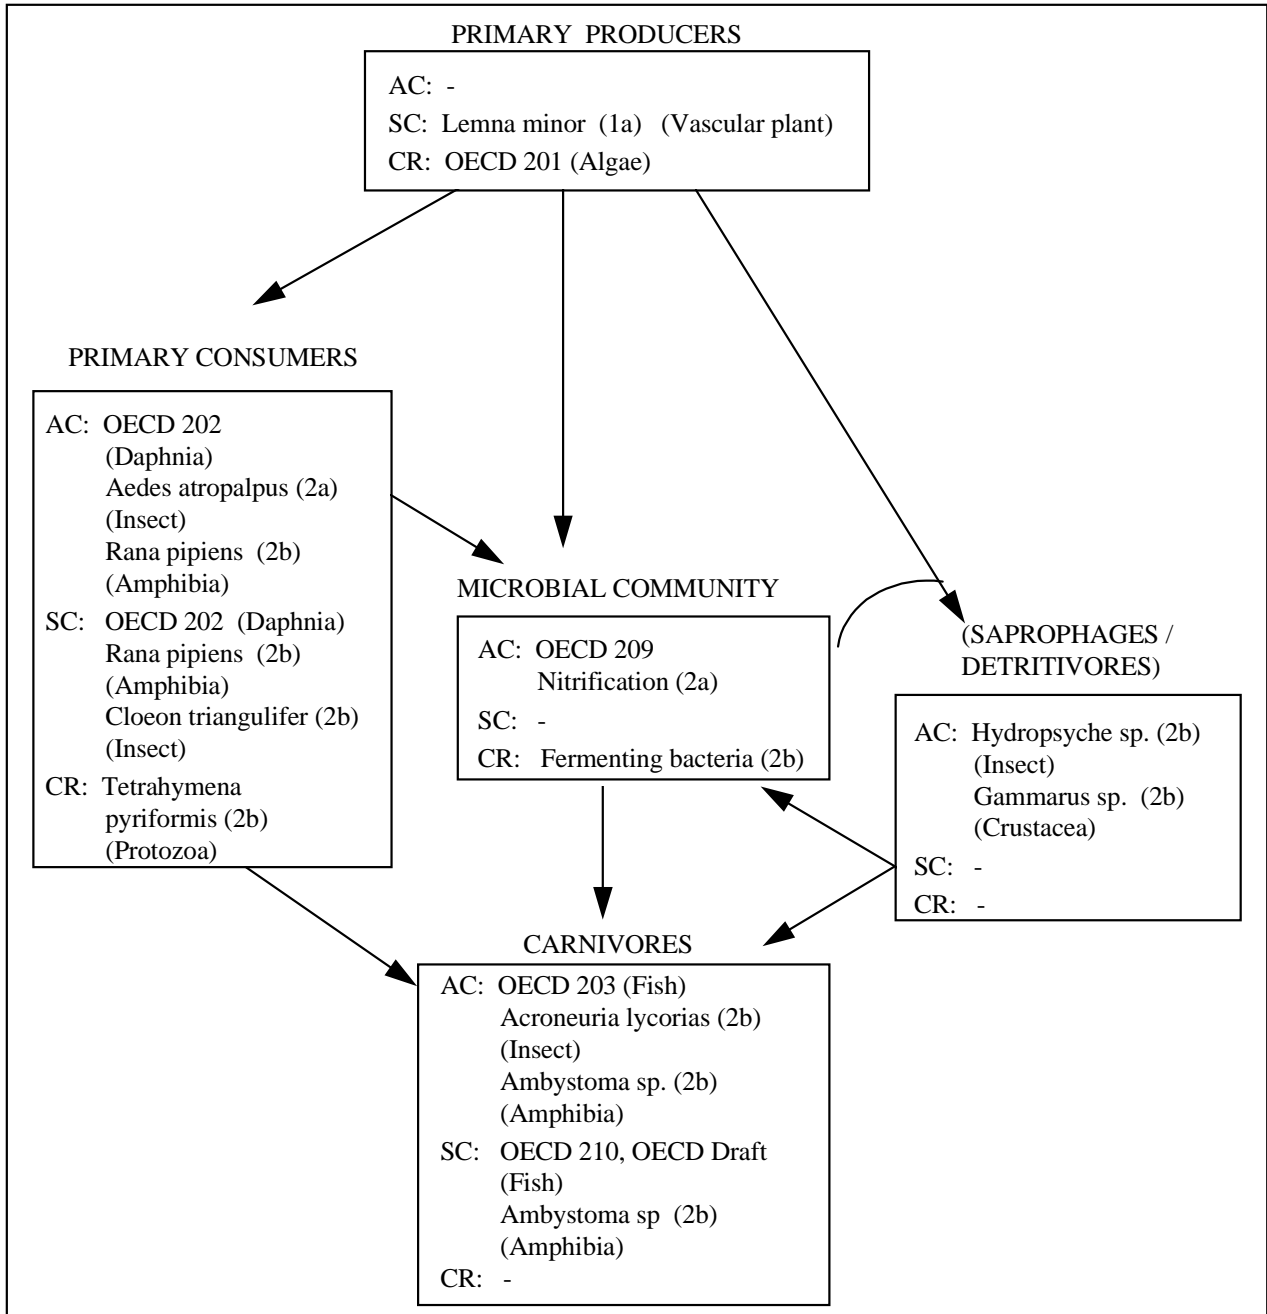 PRIMARY PRODUCERS
AC: -
SC: Lemna minor (1a) (Vascular plant)
CR: OECD 201 (Algae)
PRIMARY CONSUMERS
AC: OECD 202
(Daphnia)
Aedes atropalpus (2a)
(Insect)
Rana pipiens (2b)
(Amphibia)
SC: OECD 202 (Daphnia)
Rana pipiens (2b)
(Amphibia)
Cloeon triangulifer (2b)
(Insect)
CR: Tetrahymena
pyriformis (2b)
(Protozoa)
MICROBIAL COMMUNITY
AC: OECD 209
Nitrification (2a)
SC: -
CR: Fermenting bacteria (2b)
(SAPROPHAGES /
DETRITIVORES)
AC: Hydropsyche sp. (2b)
(Insect)
Gammarus sp. (2b)
(Crustacea)
SC: -
CR: -
CARNIVORES
AC: OECD 203 (Fish)
Acroneuria lycorias (2b)
(Insect)
Ambystoma sp. (2b)
(Amphibia)
SC: OECD 210, OECD Draft
(Fish)
Ambystoma sp (2b)
(Amphibia)
CR: -